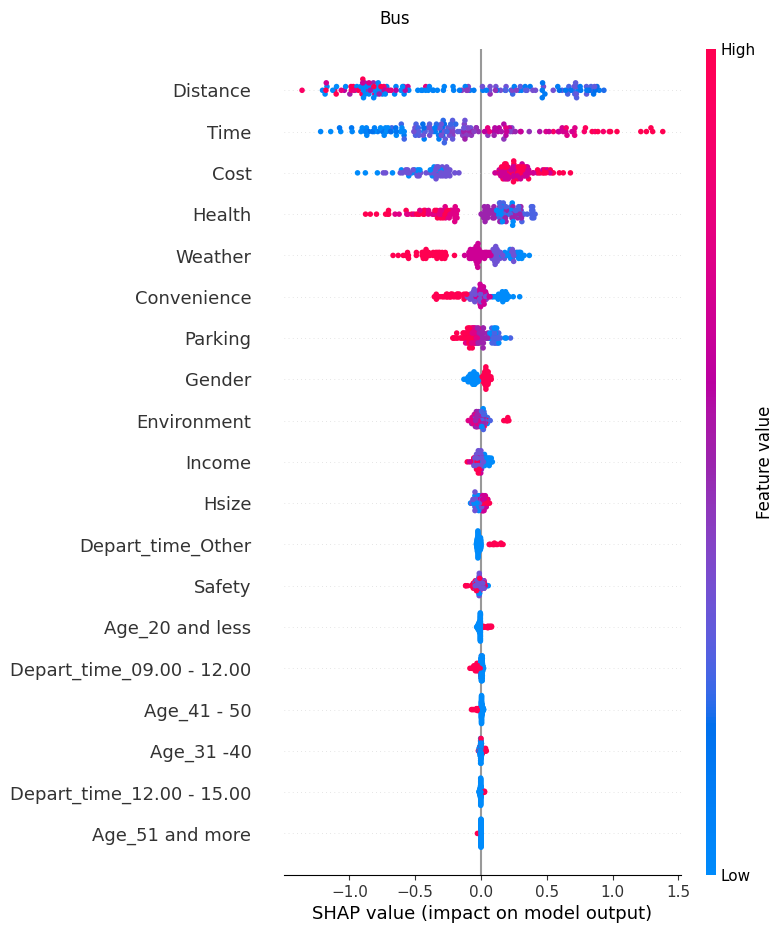 Bus
High
Distance
Time
Cost
Health
Weather
Convenience
Parking
Gender
Environment
Income
Hsize
Depart_time_Other
Safety
Age_20 and less
Depart_time_09.00 - 12.00
Age_41 - 50
Age_31 -40
Depart_time_12.00 - 15.00
Age_51 and more
Feature value
Low
−1.0 −0.5 0.0 0.5 1.0 1.5
SHAP value (impact on model output)